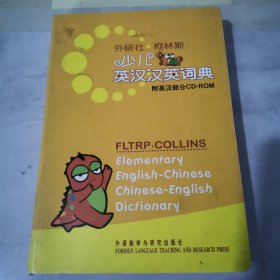 外研社·柯林斯
少儿
英汉汉英词典
附英汉部分CD-ROM
FLTRP·COLLINS
Elementary
English-Chinese
Chinese-English
Dictionary
外语教学与研究出版社
FOREIGN LANGUAGE TEACHING AND RESEARCH PRESS